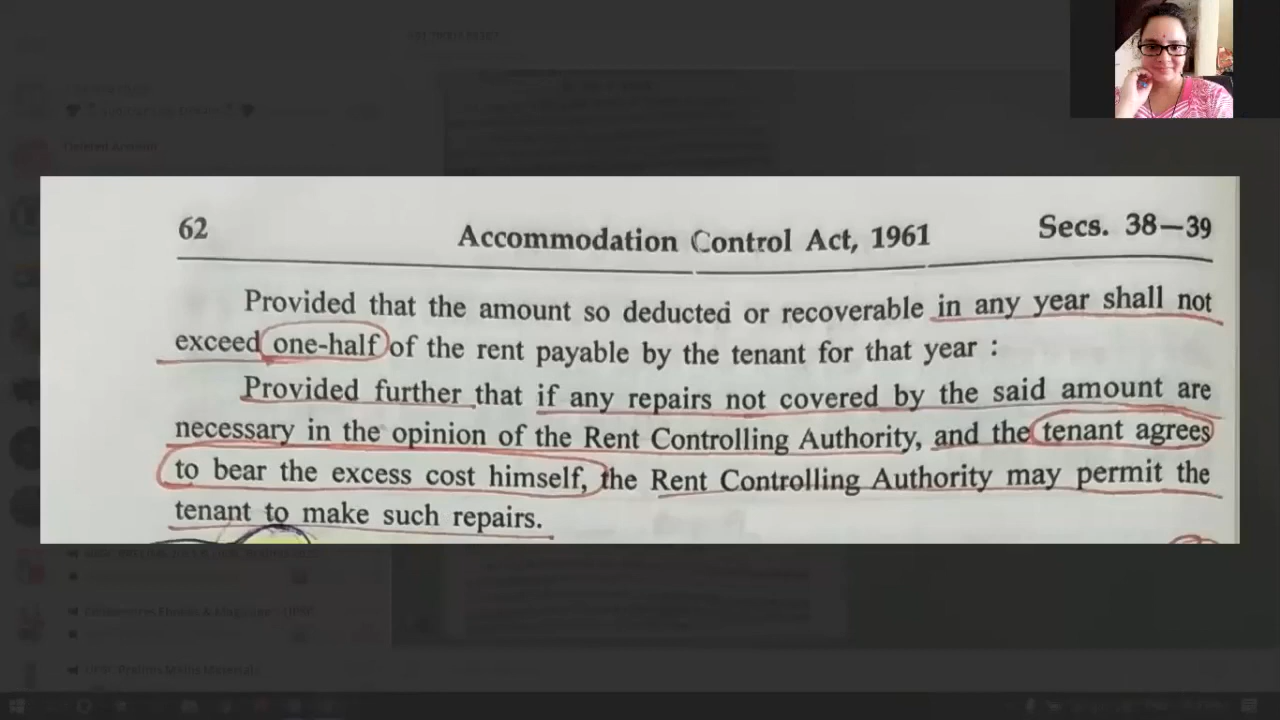 62 Accommodation Control Act, 1961 Secs. 38—39
Provided that the amount so deducted or recoverable in any year shall not
exceed one-half of the rent payable by the tenant for that year :
Provided further that if any repairs not covered by the said amount are
necessary in the opinion of the Rent Controlling Authority, and the tenant agrees
to bear the excess cost himself, the Rent Controlling Authority may permit the
tenant to make such repairs.
Deleted Account